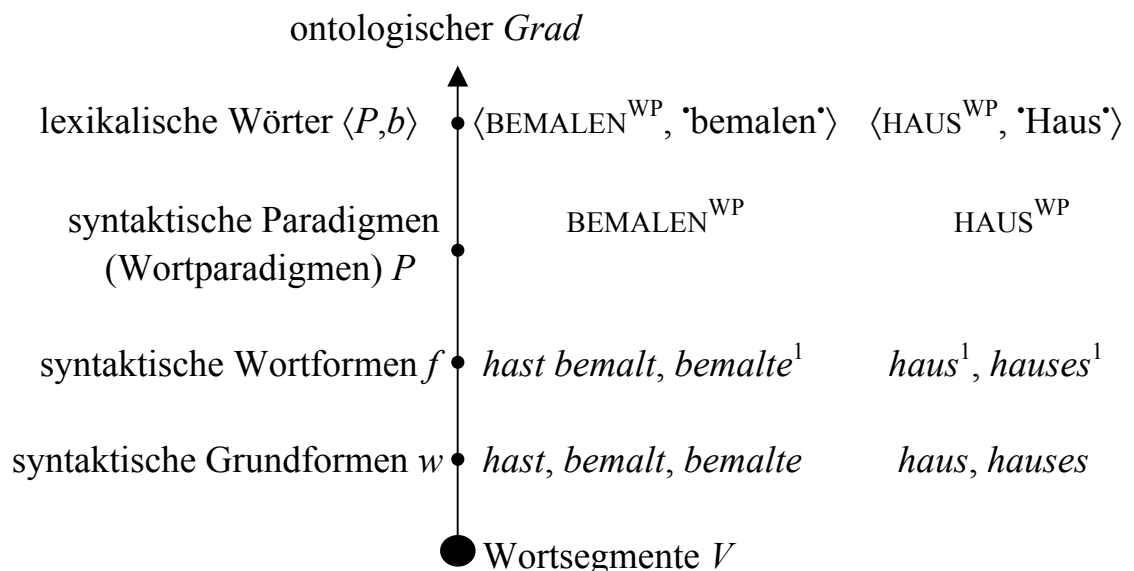 ontologischer Grad
lexikalische Wörter ⟨P,b⟩ ⟨BEMALEN^WP, ˙bemalen˙⟩ ⟨HAUS^WP, ˙Haus˙⟩
syntaktische Paradigmen BEMALEN^WP HAUS^WP
(Wortparadigmen) P
syntaktische Wortformen f hast bemalt, bemalte¹ haus¹, hauses¹
syntaktische Grundformen w hast, bemalt, bemalte haus, hauses
Wortsegmente V